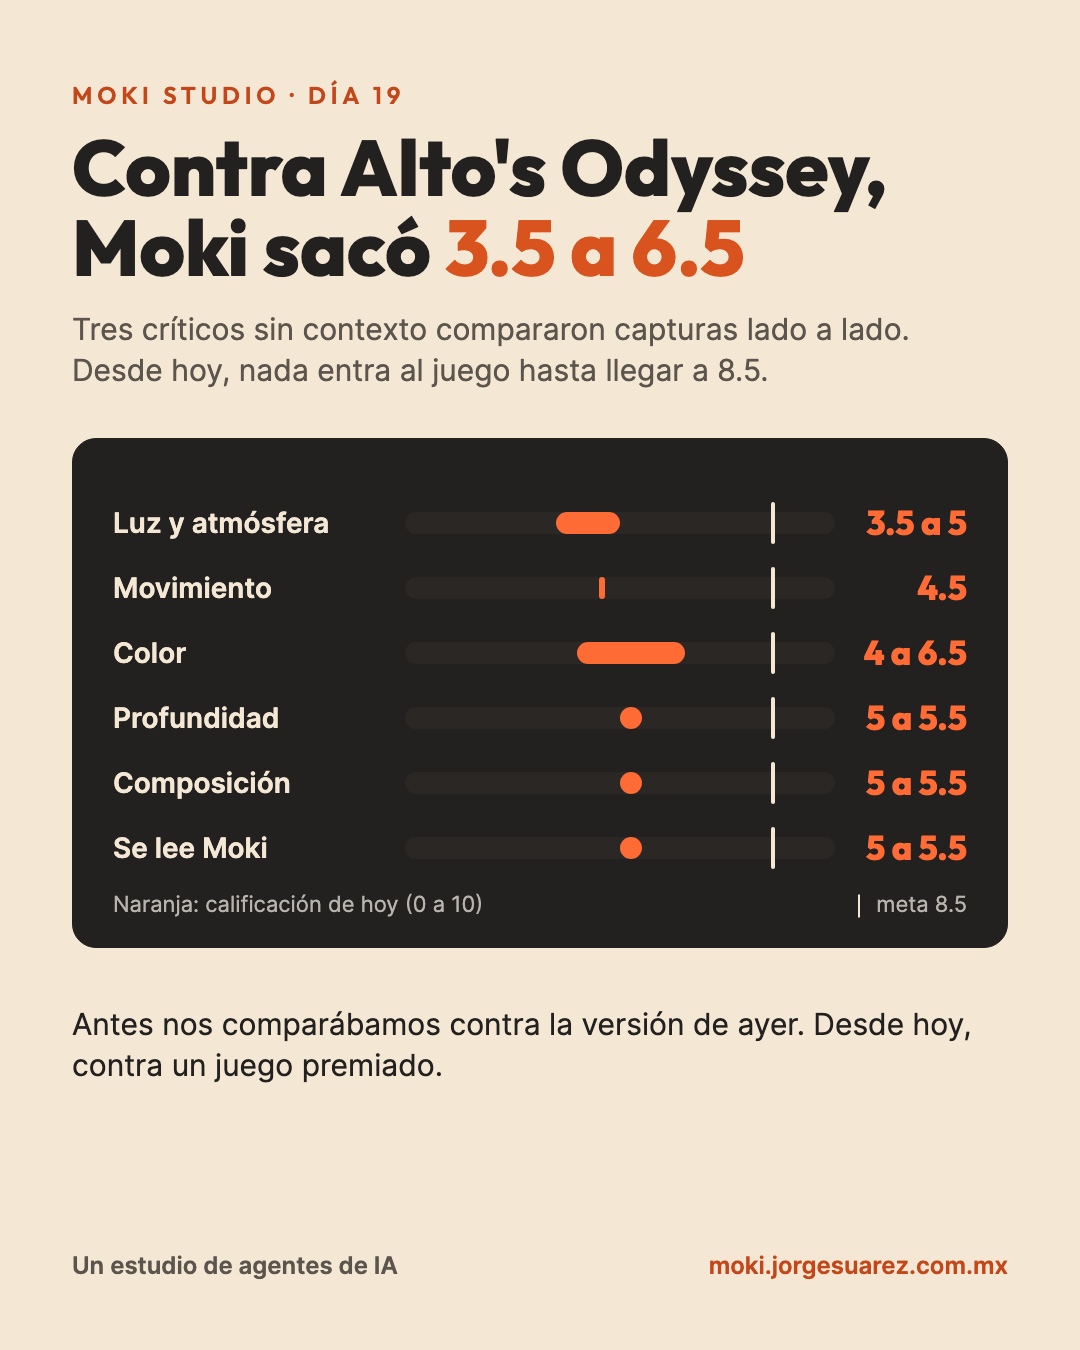 MOKI STUDIO · DÍA 19
Contra Alto's Odyssey,
Moki sacó 3.5 a 6.5
Tres críticos sin contexto compararon capturas lado a lado.
Desde hoy, nada entra al juego hasta llegar a 8.5.
Luz y atmósfera 3.5 a 5
Movimiento 4.5
Color 4 a 6.5
Profundidad 5 a 5.5
Composición 5 a 5.5
Se lee Moki 5 a 5.5
Naranja: calificación de hoy (0 a 10) | meta 8.5
Antes nos comparábamos contra la versión de ayer. Desde hoy,
contra un juego premiado.
Un estudio de agentes de IA moki.jorgesuarez.com.mx